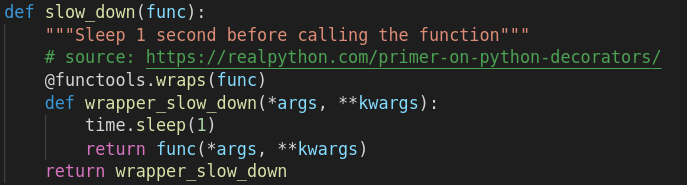 def slow_down(func):
    """Sleep 1 second before calling the function"""
    # source: https://realpython.com/primer-on-python-decorators/
    @functools.wraps(func)
    def wrapper_slow_down(*args, **kwargs):
        time.sleep(1)
        return func(*args, **kwargs)
    return wrapper_slow_down